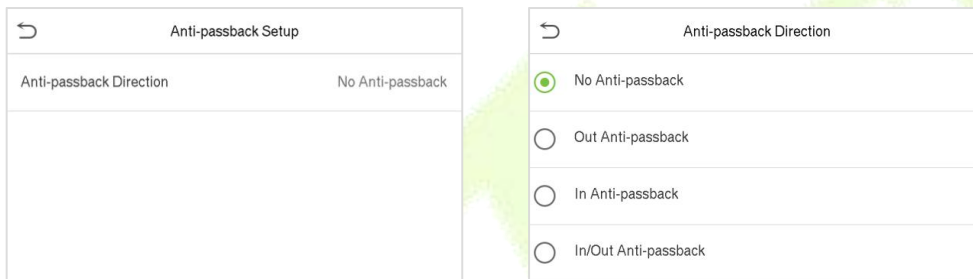 Anti-passback Setup
Anti-passback Direction No Anti-passback
Anti-passback Direction
No Anti-passback
Out Anti-passback
In Anti-passback
In/Out Anti-passback